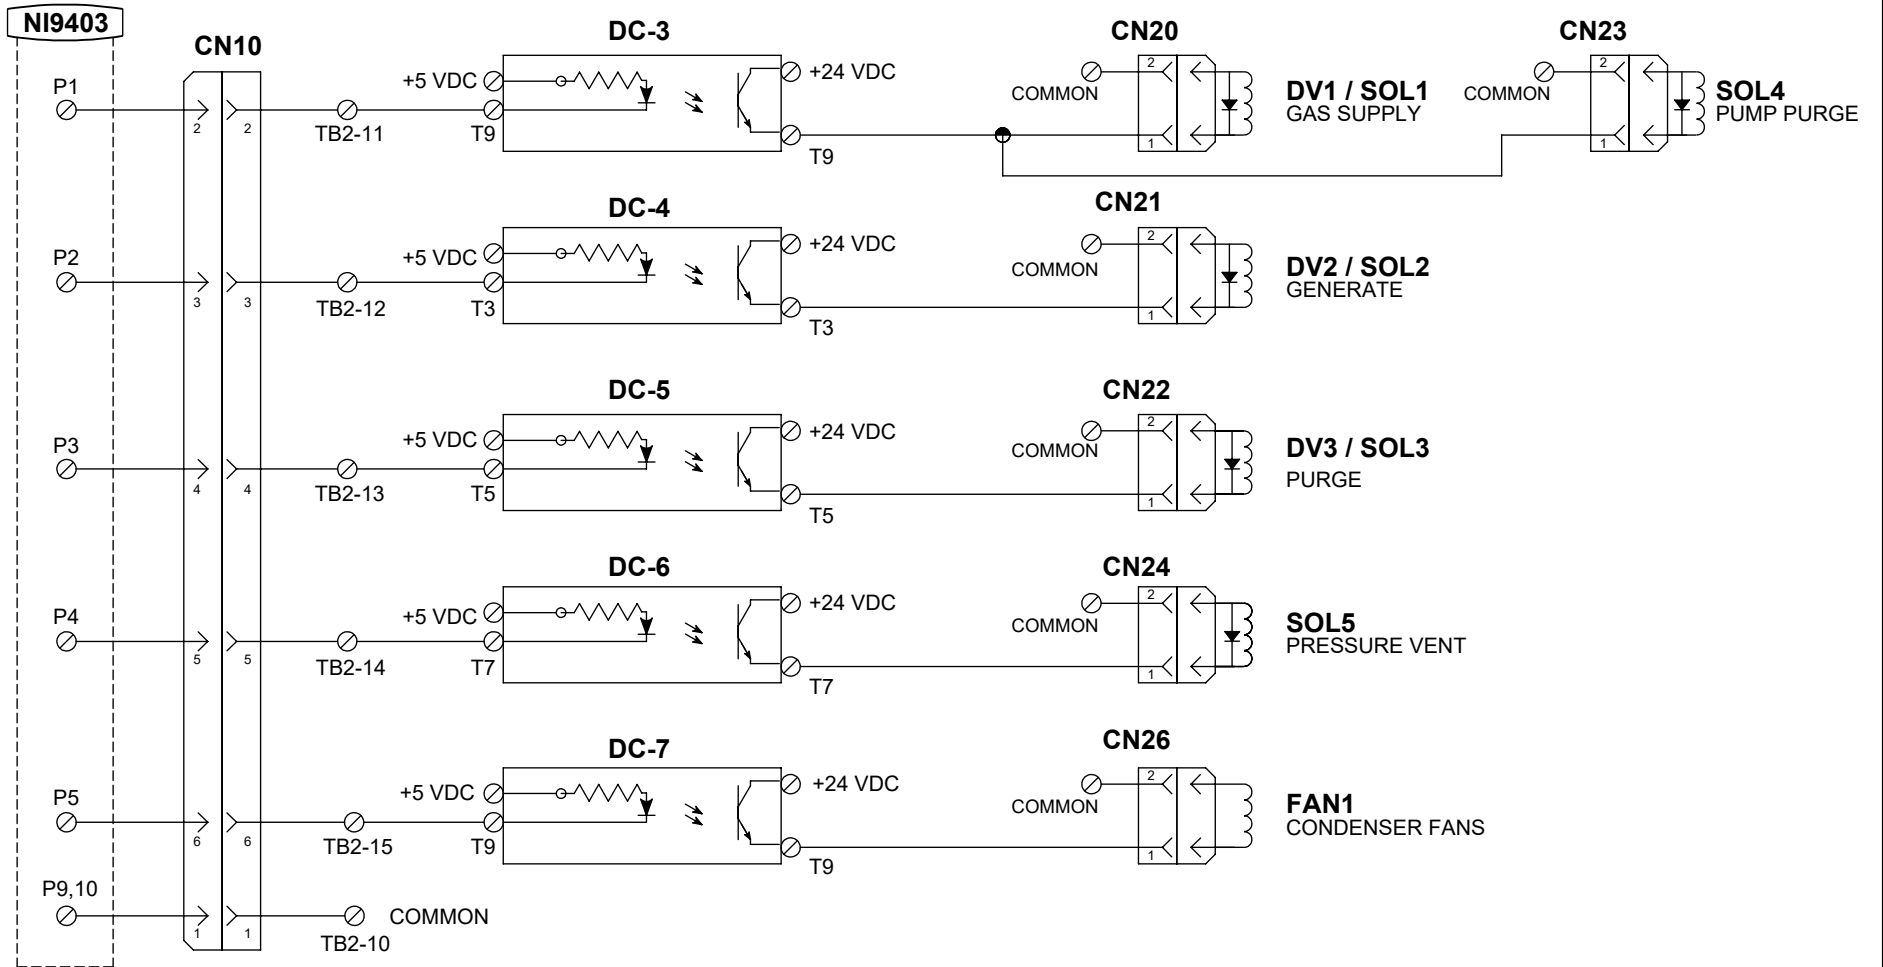 NI9403
CN10
DC-3
CN20
CN23
P1
+5 VDC
+24 VDC
COMMON
2
DV1 / SOL1
GAS SUPPLY
COMMON
2
SOL4
PUMP PURGE
2
2
TB2-11
T9
T9
1
1
DC-4
CN21
P2
+5 VDC
+24 VDC
COMMON
2
DV2 / SOL2
GENERATE
3
3
TB2-12
T3
T3
1
DC-5
CN22
P3
+5 VDC
+24 VDC
COMMON
2
DV3 / SOL3
PURGE
4
4
TB2-13
T5
T5
1
DC-6
CN24
P4
+5 VDC
+24 VDC
COMMON
2
SOL5
PRESSURE VENT
5
5
TB2-14
T7
T7
1
DC-7
CN26
P5
+5 VDC
+24 VDC
COMMON
2
FAN1
CONDENSER FANS
6
6
TB2-15
T9
T9
1
P9,10
COMMON
1
1
TB2-10